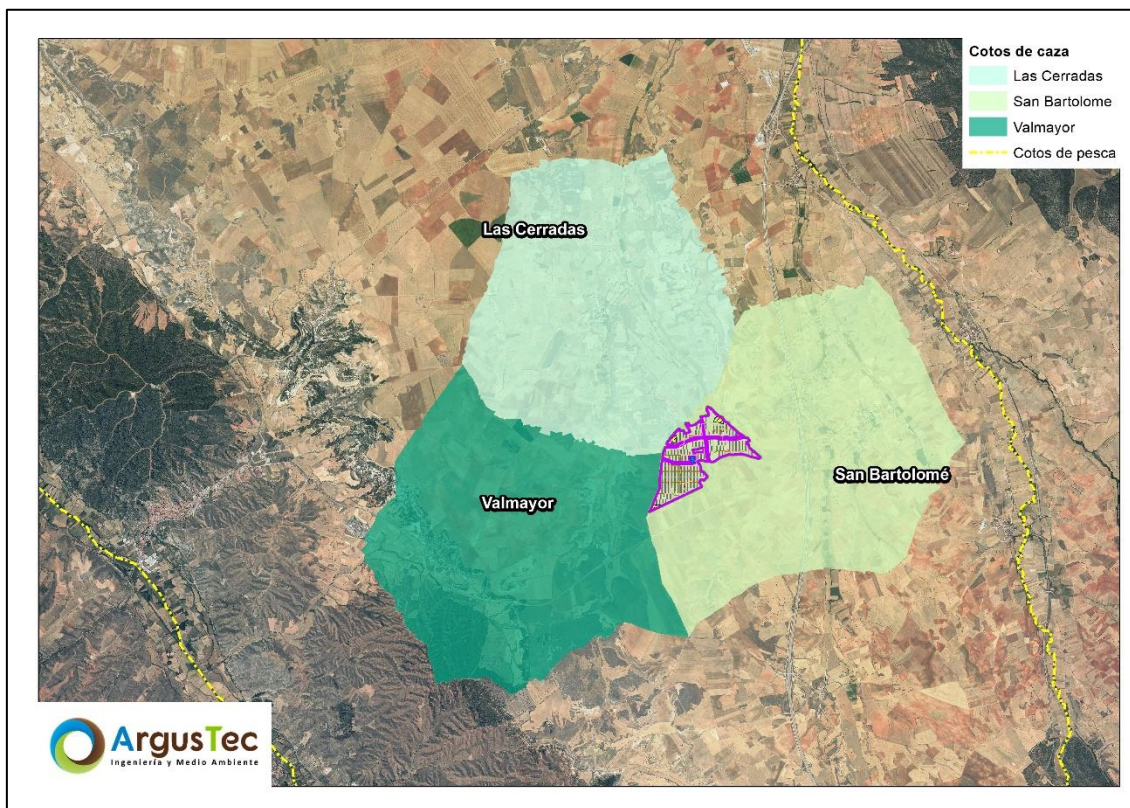 Cotos de caza
Las Cerradas
San Bartolome
Valmayor
Cotos de pesca
Las Cerradas
San Bartolomé
Valmayor
ArgusTec
Ingeniería y Medio Ambiente